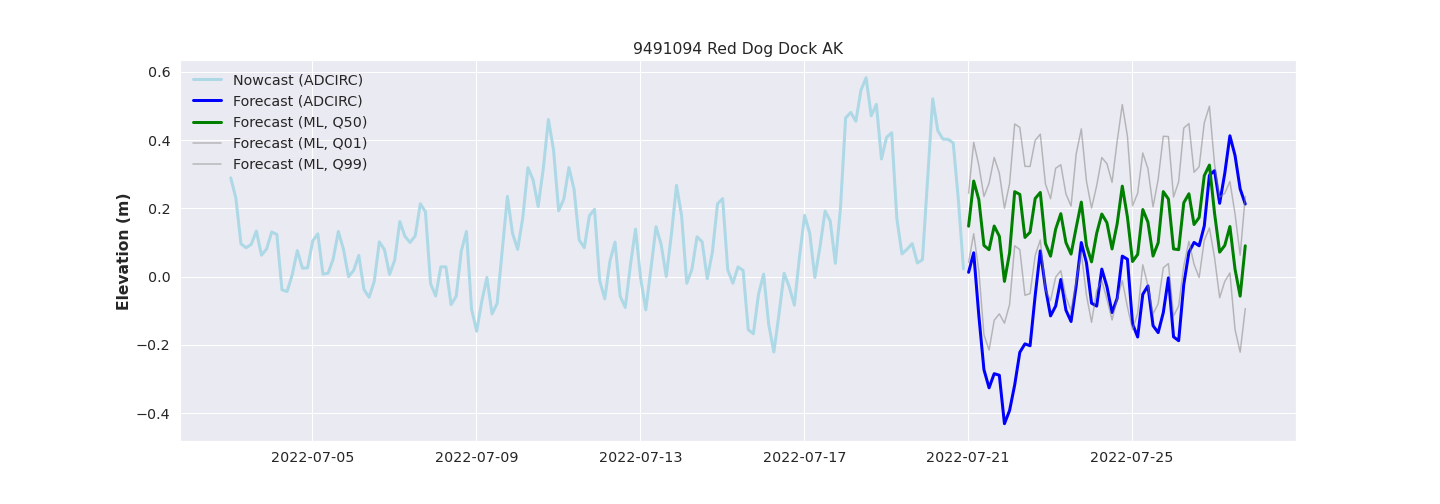 9491094 Red Dog Dock AK
Nowcast (ADCIRC)
Forecast (ADCIRC)
Forecast (ML, Q50)
Forecast (ML, Q01)
Forecast (ML, Q99)
Elevation (m)
0.6
0.4
0.2
0.0
−0.2
−0.4
2022-07-05
2022-07-09
2022-07-13
2022-07-17
2022-07-21
2022-07-25